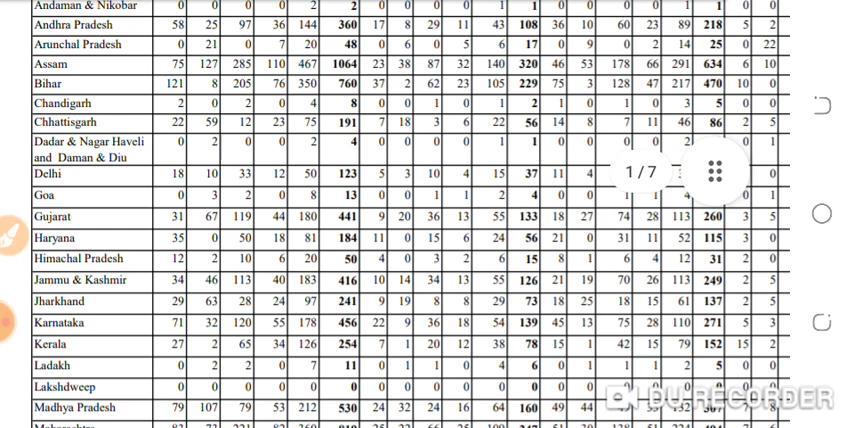 Andaman & Nikobar 0 0 0 0 2 2 0 0 0 0 1 1 0 0 0 0 1 1 0 0
Andhra Pradesh 58 25 97 36 144 360 17 8 29 11 43 108 36 10 60 23 89 218 5 2
Arunchal Pradesh 0 21 0 7 20 48 0 6 0 5 6 17 0 9 0 2 14 25 0 22
Assam 75 127 285 110 467 1064 23 38 87 32 140 320 46 53 178 66 291 634 6 10
Bihar 121 8 205 76 350 760 37 2 62 23 105 229 75 3 128 47 217 470 10 0
Chandigarh 2 0 2 0 4 8 0 0 1 0 1 2 1 0 1 0 3 5 0 0
Chhattisgarh 22 59 12 23 75 191 7 18 3 6 22 56 14 8 7 11 46 86 2 5
Dadar & Nagar Haveli and Daman & Diu 0 2 0 0 2 4 0 0 0 0 1 1 0 0 0 0 2 0 1
Delhi 18 10 33 12 50 123 5 3 10 4 15 37 11 4 0
1/7
Goa 0 3 2 0 8 13 0 0 1 1 2 4 0 0 1 1 4 0 1
Gujarat 31 67 119 44 180 441 9 20 36 13 55 133 18 27 74 28 113 260 3 5
Haryana 35 0 50 18 81 184 11 0 15 6 24 56 21 0 31 11 52 115 3 0
Himachal Pradesh 12 2 10 6 20 50 4 0 3 2 6 15 8 1 6 4 12 31 2 0
Jammu & Kashmir 34 46 113 40 183 416 10 14 34 13 55 126 21 19 70 26 113 249 2 5
Jharkhand 29 63 28 24 97 241 9 19 8 8 29 73 18 25 18 15 61 137 2 5
Karnataka 71 32 120 55 178 456 22 9 36 18 54 139 45 13 75 28 110 271 5 3
Kerala 27 2 65 34 126 254 7 1 20 12 38 78 15 1 42 15 79 152 15 2
Ladakh 0 2 2 0 7 11 0 1 1 0 4 6 0 1 1 1 2 5 0 0
Lakshdweep 0 0 0 0 0 0 0 0 0 0 0 0 0 0 0 0 0 0 0 0
DU RECORDER
Madhya Pradesh 79 107 79 53 212 530 24 32 24 16 64 160 49 44 132 307 7 8